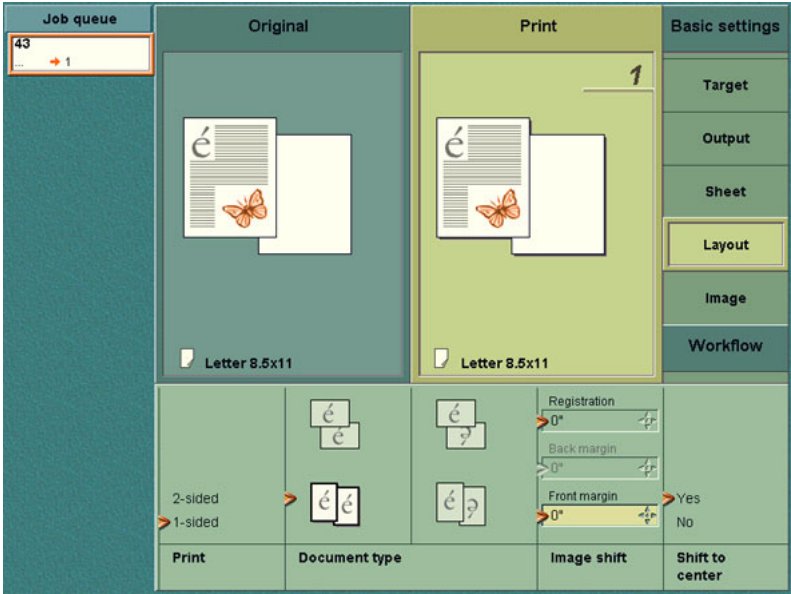 Job queue
43
... → 1
Original
Letter 8.5x11
Print
1
Letter 8.5x11
Basic settings
Target
Output
Sheet
Layout
Image
Workflow
2-sided
1-sided
Print
Document type
Registration
0"
Back margin
0"
Front margin
0"
Image shift
Yes
No
Shift to
center